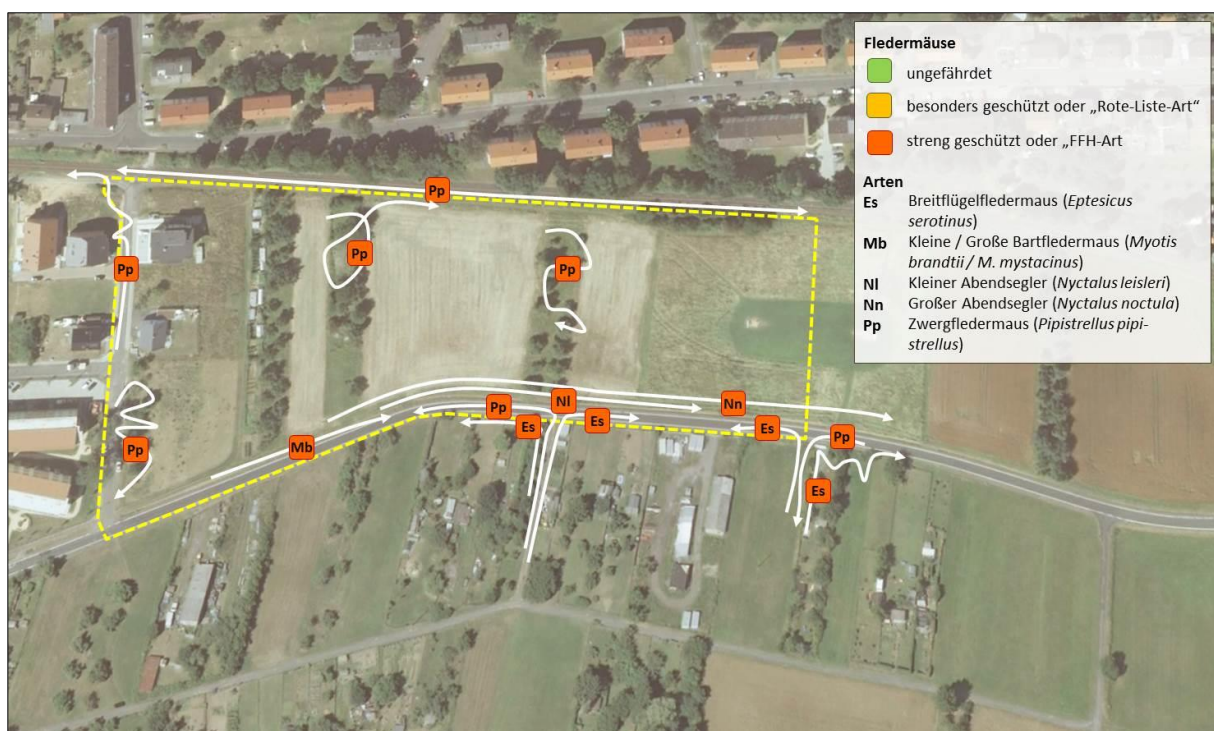 Fledermäuse
ungefährdet
besonders geschützt oder „Rote-Liste-Art“
streng geschützt oder „FFH-Art
Arten
Es Breitflügelfledermaus (Eptesicus
serotinus)
Mb Kleine / Große Bartfledermaus (Myotis
brandtii / M. mystacinus)
Nl Kleiner Abendsegler (Nyctalus leisleri)
Nn Großer Abendsegler (Nyctalus noctula)
Pp Zwergfledermaus (Pipistrellus pipi-
strellus)
Pp
Pp
Pp
Pp
Nl
Nn
Pp
Es
Es
Es
Pp
Mb
Pp
Es